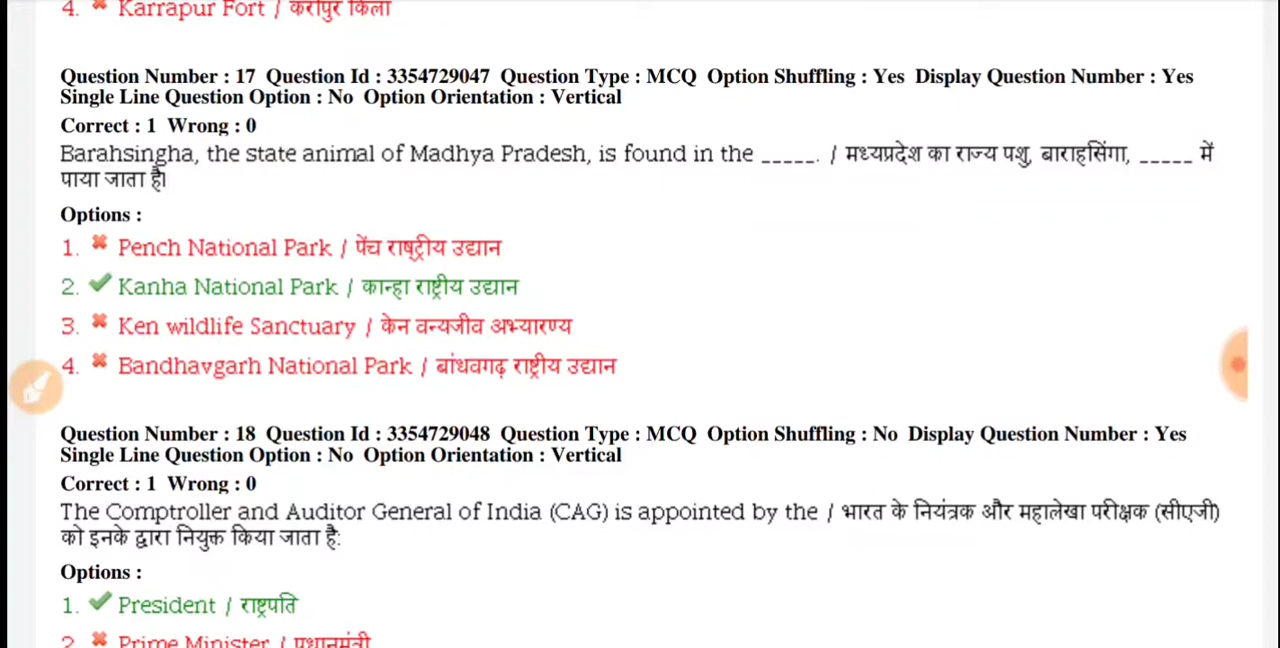 4. Karrapur Fort / करांपुर किला
Question Number : 17 Question Id : 3354729047 Question Type : MCQ Option Shuffling : Yes Display Question Number : Yes
Single Line Question Option : No Option Orientation : Vertical
Correct : 1 Wrong : 0
Barahsingha, the state animal of Madhya Pradesh, is found in the _____. / मध्यप्रदेश का राज्य पशु, बाराहसिंगा, _____ में
पाया जाता है।
Options :
1. Pench National Park / पेंच राष्ट्रीय उद्यान
2. Kanha National Park / कान्हा राष्ट्रीय उद्यान
3. Ken wildlife Sanctuary / केन वन्यजीव अभ्यारण्य
4. Bandhavgarh National Park / बांधवगढ़ राष्ट्रीय उद्यान
Question Number : 18 Question Id : 3354729048 Question Type : MCQ Option Shuffling : No Display Question Number : Yes
Single Line Question Option : No Option Orientation : Vertical
Correct : 1 Wrong : 0
The Comptroller and Auditor General of India (CAG) is appointed by the / भारत के नियंत्रक और महालेखा परीक्षक (सीएजी)
को इनके द्वारा नियुक्त किया जाता है:
Options :
1. President / राष्ट्रपति
2. Prime Minister / प्रधानमंत्री